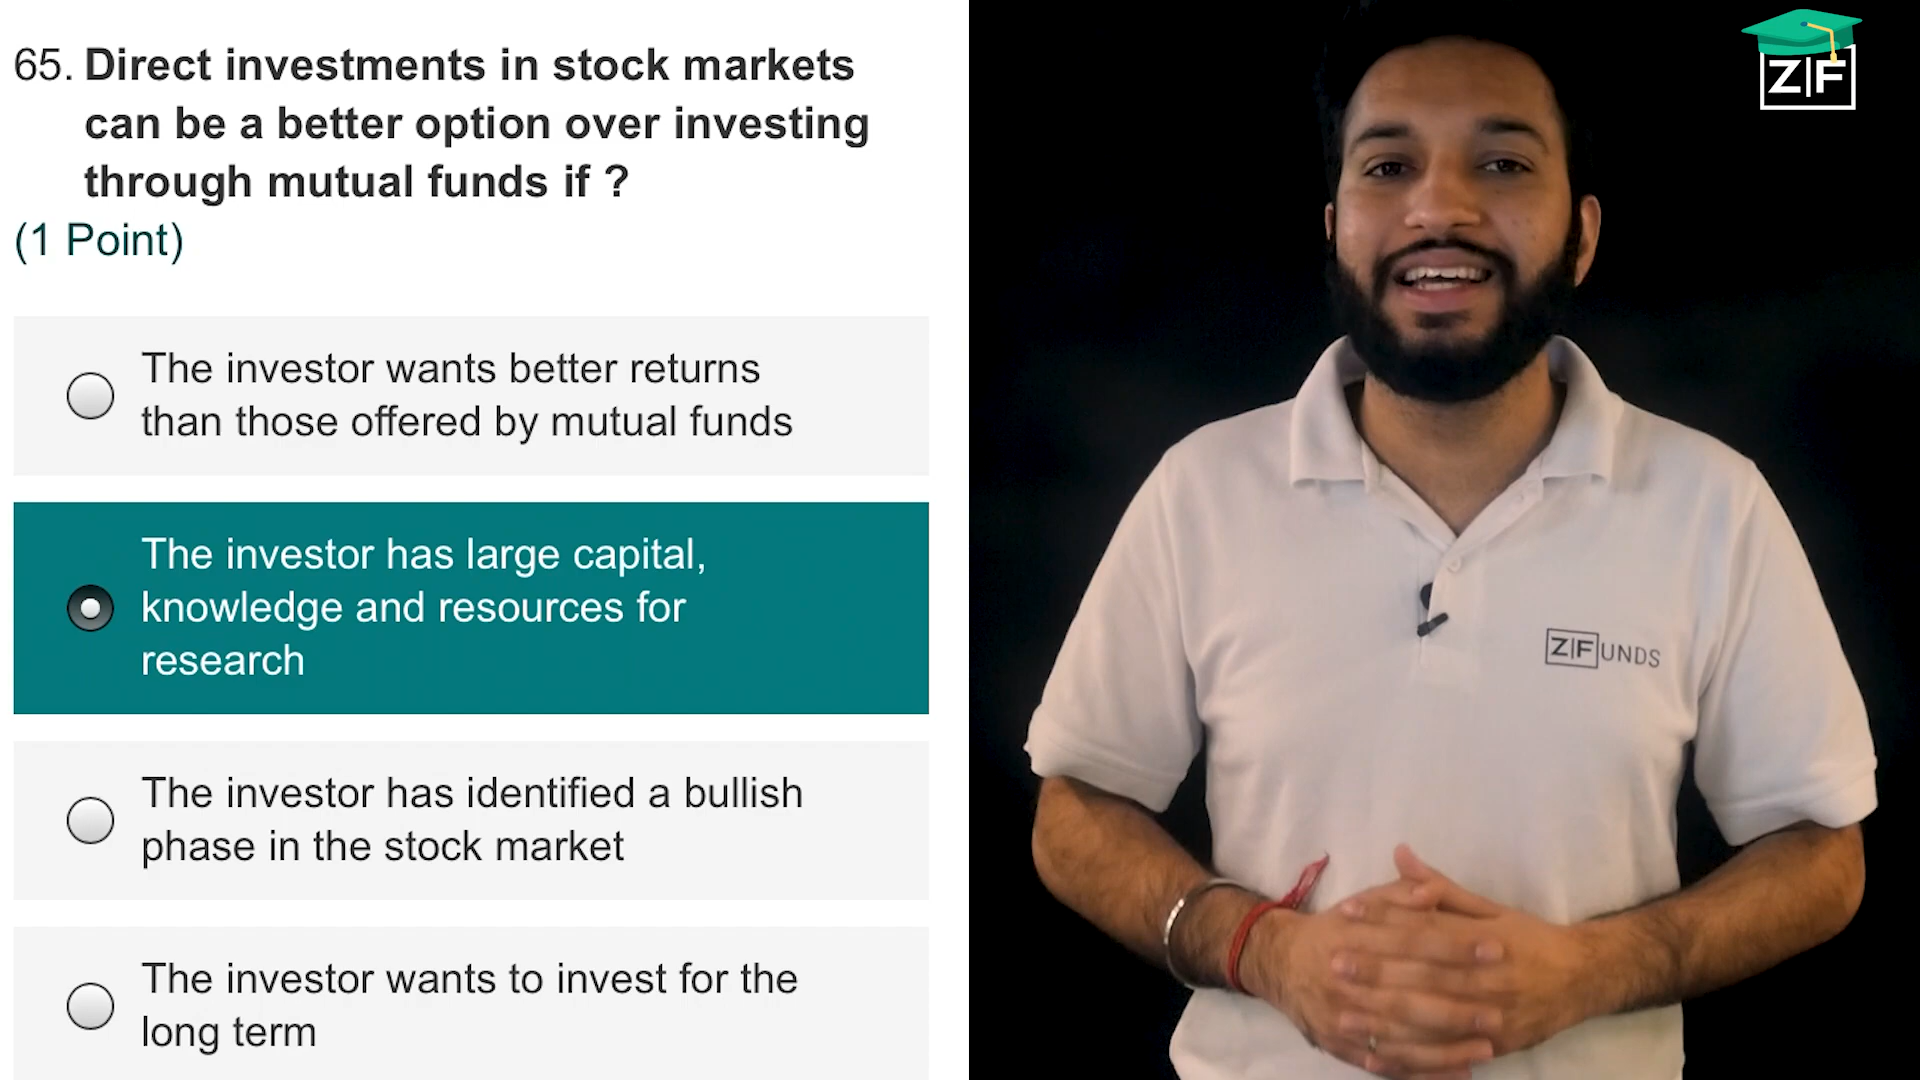 65. Direct investments in stock markets
can be a better option over investing
through mutual funds if ?
(1 Point)
The investor wants better returns
than those offered by mutual funds
The investor has large capital,
knowledge and resources for
research
The investor has identified a bullish
phase in the stock market
The investor wants to invest for the
long term
Z|F
Z|FUNDS